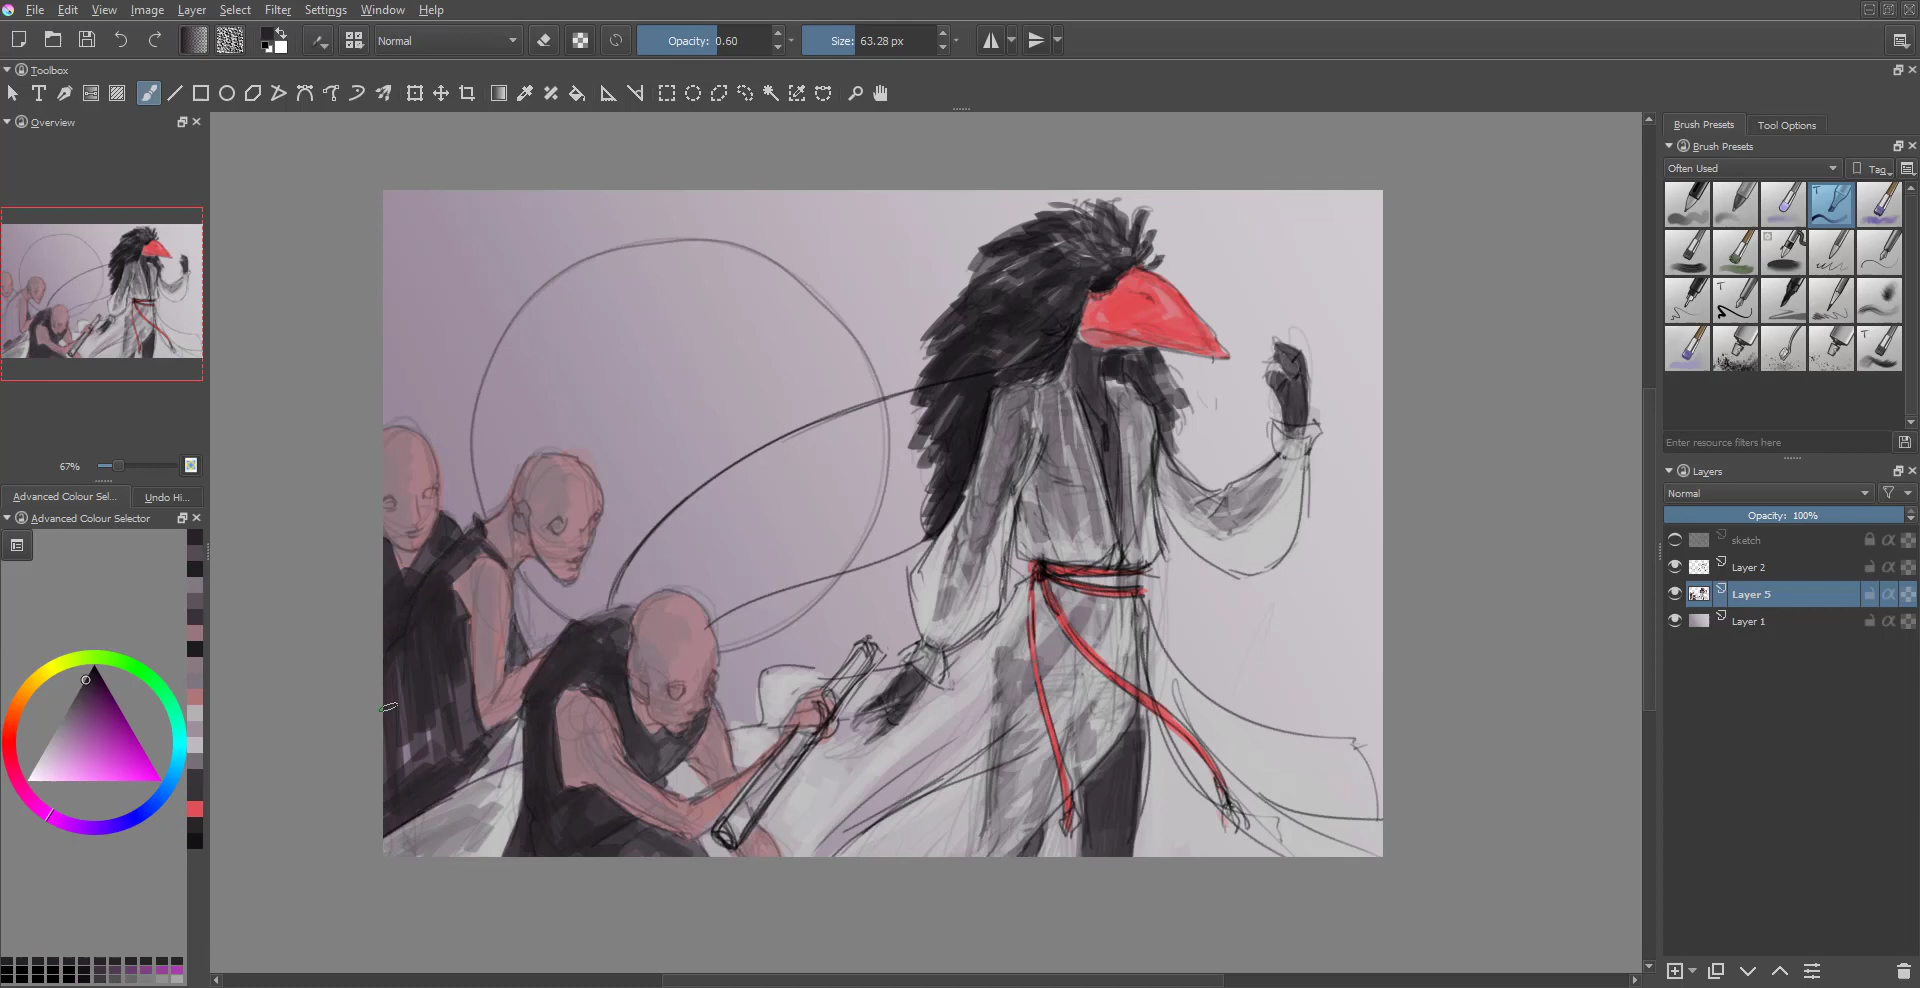 File Edit View Image Layer Select Filter Settings Window Help
Normal
Opacity: 0.60
Size: 63.28 px
Toolbox
Overview
67%
Advanced Colour Sel...
Undo Hi...
Advanced Colour Selector
Brush Presets
Tool Options
Brush Presets
Often Used
Tag
Enter resource filters here
Layers
Normal
Opacity: 100%
sketch
Layer 2
Layer 5
Layer 1